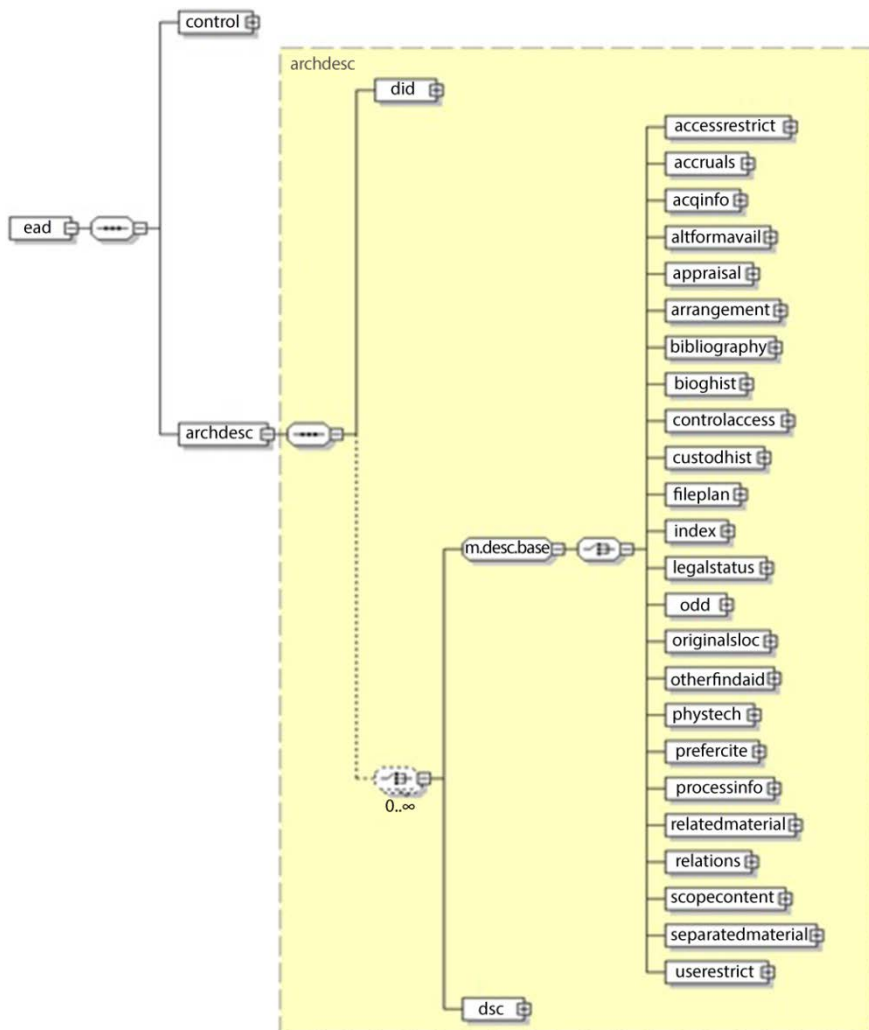 control
archdesc
did
accessrestrict
accruals
acqinfo
ead
altformavail
appraisal
arrangement
bibliography
bioghist
controlaccess
archdesc
custodhist
fileplan
index
m.desc.base
legalstatus
odd
originalsloc
otherfindaid
phystech
prefercite
processinfo
0..∞
relatedmaterial
relations
scopecontent
separatedmaterial
userestrict
dsc